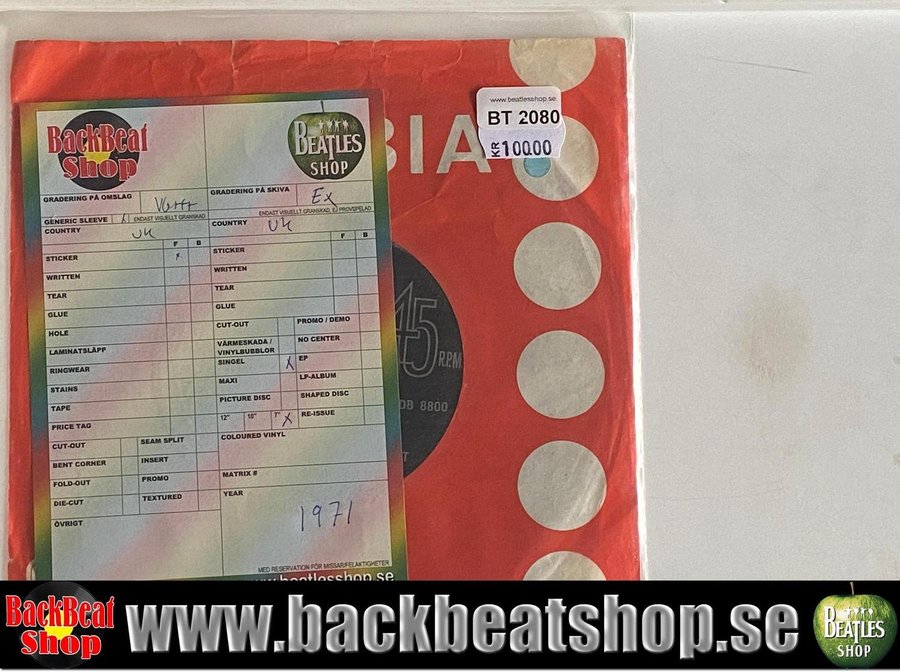 BIA
www.beatlesshop.se
BT 2080
KR 100.00
BackBeat
Shop
BEATLES
SHOP
GRADERING PÅ OMSLAG
GENERIC SLEEVE X ENDAST VISUELLT GRANSKAD
COUNTRY UK
F B
STICKER x
WRITTEN
TEAR
GLUE
HOLE
LAMINATSLÄPP
RINGWEAR
STAINS
TAPE
PRICE TAG
CUT-OUT SEAM SPLIT
BENT CORNER INSERT
FOLD-OUT PROMO
DIE-CUT TEXTURED
ÖVRIGT
GRADERING PÅ SKIVA Ex
ENDAST VISUELLT GRANSKAD, EJ PROVSPELAD
COUNTRY UK
F B
STICKER
WRITTEN
TEAR
GLUE
CUT-OUT PROMO / DEMO
VÄRMESKADA / VINYLBUBBLOR NO CENTER
SINGEL X EP
MAXI LP-ALBUM
PICTURE DISC SHAPED DISC
12" 10" 7" X RE-ISSUE
COLOURED VINYL
MATRIX #
YEAR
1971
MED RESERVATION FÖR MISSAR/FELAKTIGHETER
www.beatlesshop.se
45
R.P.M.
DB 8800
BackBeat
Shop
www.backbeatshop.se
BEATLES
SHOP